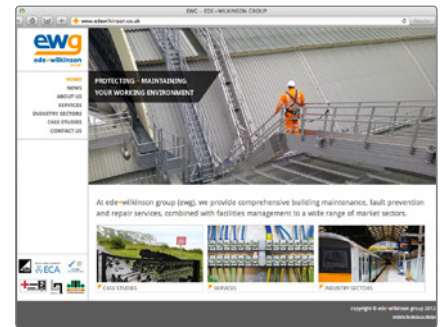 EWG - EDE+WILKINSON GROUP
www.edewilkinson.co.uk
ewg
ede+wilkinson
group
HOME
NEWS
ABOUT US
SERVICES
INDUSTRY SECTORS
CASE STUDIES
CONTACT US
PROTECTING + MAINTAINING
YOUR WORKING ENVIRONMENT
At ede+wilkinson group (ewg), we provide comprehensive building maintenance, fault prevention
and repair services, combined with facilities management to a wide range of market sectors.
ECA
CASE STUDIES
SERVICES
INDUSTRY SECTORS
copyright © ede+wilkinson group 2012